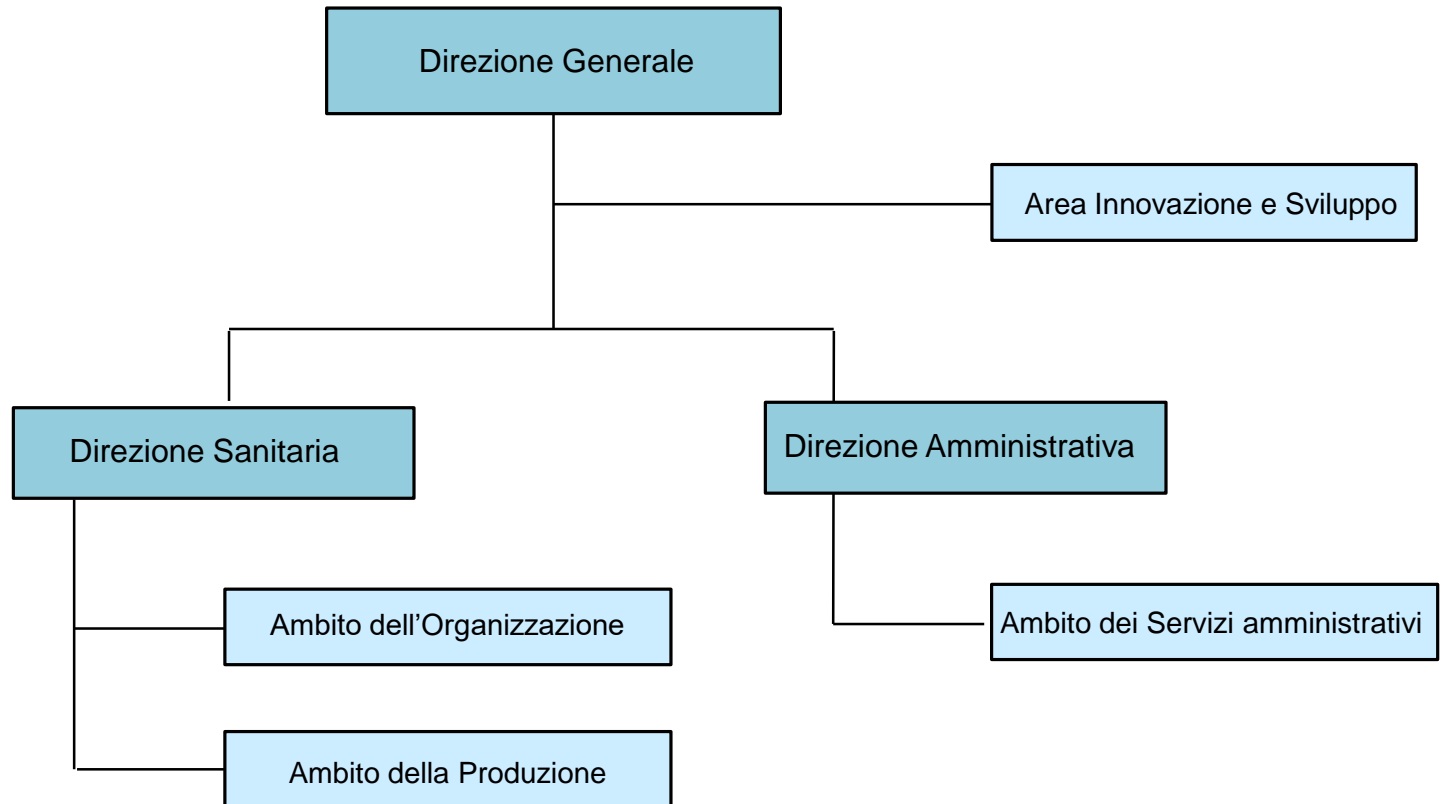 Direzione Generale
Area Innovazione e Sviluppo
Direzione Sanitaria
Direzione Amministrativa
Ambito dell’Organizzazione
Ambito dei Servizi amministrativi
Ambito della Produzione